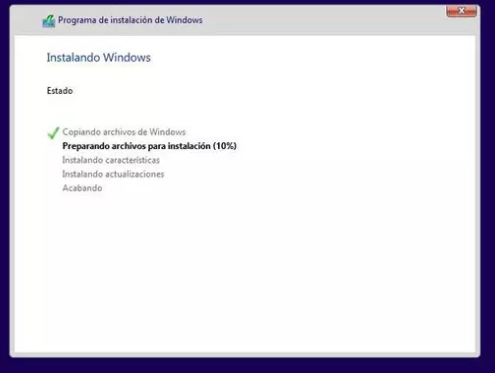 Programa de instalación de Windows
Instalando Windows
Estado
Copiando archivos de Windows
Preparando archivos para instalación (10%)
Instalando características
Instalando actualizaciones
Acabando